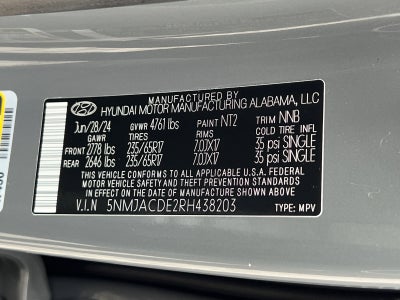 MANUFACTURED BY
HYUNDAI MOTOR MANUFACTURING ALABAMA, LLC
Jun/28/24 GVWR 4761 lbs PAINT NT2 TRIM NNB
GAWR TIRES RIMS COLD TIRE INFL
FRONT 2778 lbs 235/65R17 7.0JX17 35 psi SINGLE
REAR 2646 lbs 235/65R17 7.0JX17 35 psi SINGLE
THIS VEHICLE CONFORMS TO ALL APPLICABLE U.S.A. FEDERAL
MOTOR VEHICLE SAFETY AND THEFT PREVENTION STANDARDS
IN EFFECT ON THE DATE OF MANUFACTURE SHOWN ABOVE
V.I.N 5NMJACDE2RH438203 TYPE: MPV